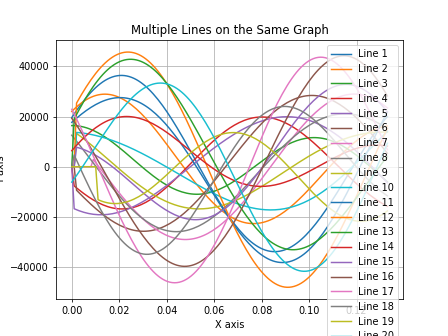 Multiple Lines on the Same Graph
40000
20000
0
−20000
−40000
0.00
0.02
0.04
0.06
0.08
0.10
X axis
Line 1
Line 2
Line 3
Line 4
Line 5
Line 6
Line 7
Line 8
Line 9
Line 10
Line 11
Line 12
Line 13
Line 14
Line 15
Line 16
Line 17
Line 18
Line 19
Line 20